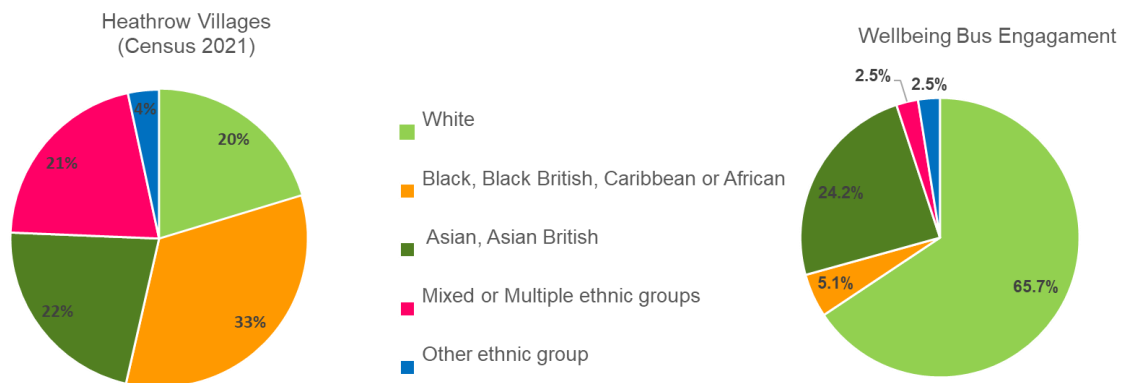 Heathrow Villages
(Census 2021)
4%
20%
21%
22%
33%
White
Black, Black British, Caribbean or African
Asian, Asian British
Mixed or Multiple ethnic groups
Other ethnic group
Wellbeing Bus Engagament
2.5%
2.5%
24.2%
5.1%
65.7%